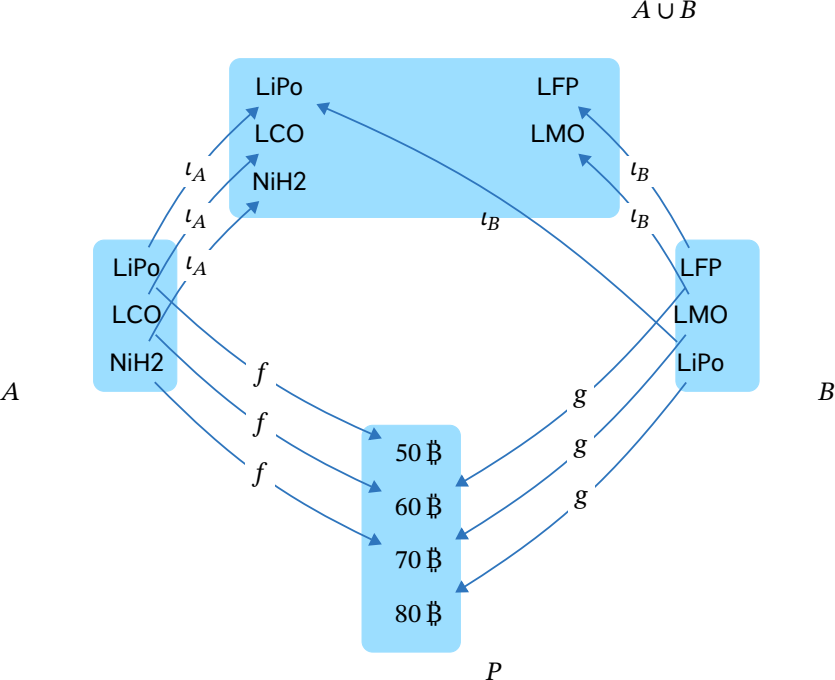 A ∪ B
LiPo LFP
LCO LMO
NiH2
ι_A ι_B
ι_A ι_B
ι_B
ι_A
LiPo LFP
LCO LMO
NiH2 LiPo
A B
f
g
f
g
f
g
50 ₿
60 ₿
70 ₿
80 ₿
P